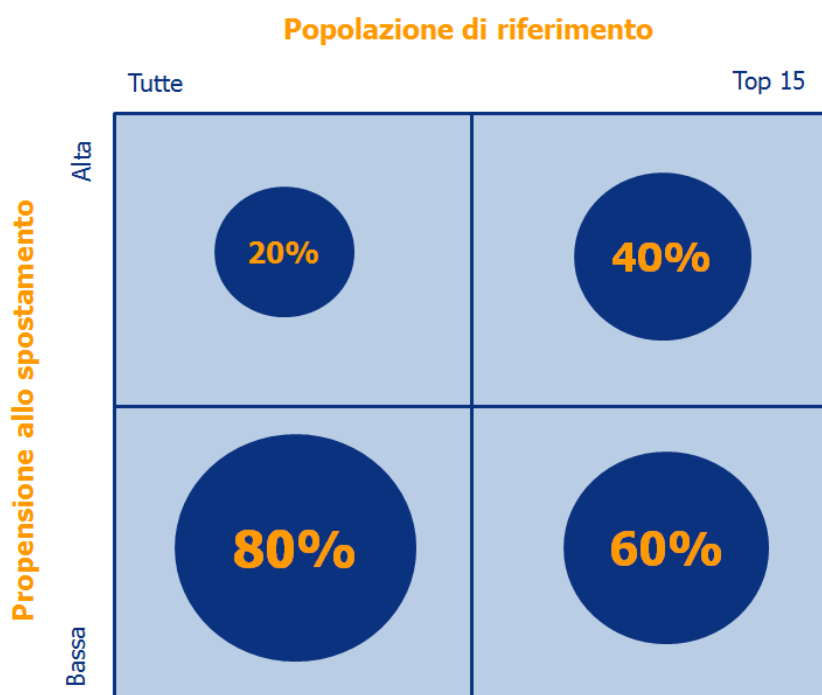 Popolazione di riferimento
Tutte
Top 15
Propensione allo spostamento
Alta
20%
40%
80%
60%
Bassa